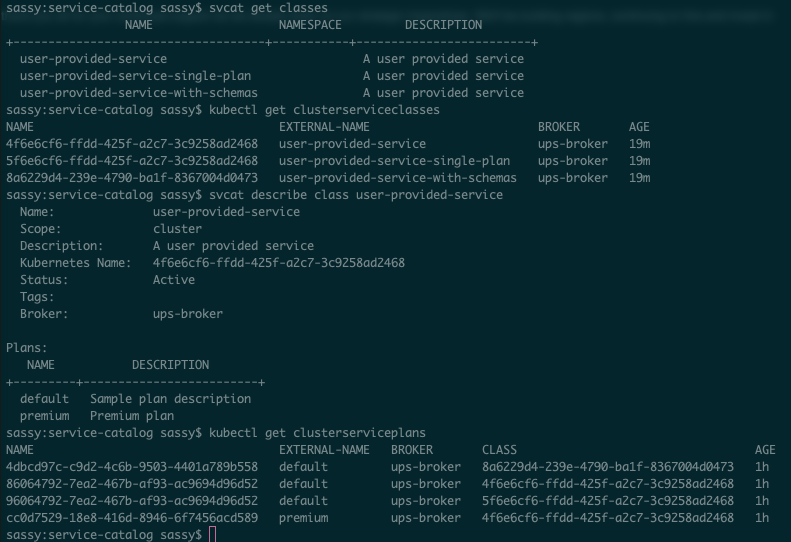 sassy:service-catalog sassy$ svcat get classes
                 NAME                  NAMESPACE         DESCRIPTION
+------------------------------------+-----------+-------------------------+
  user-provided-service                            A user provided service
  user-provided-service-single-plan                A user provided service
  user-provided-service-with-schemas               A user provided service
sassy:service-catalog sassy$ kubectl get clusterserviceclasses
NAME                                   EXTERNAL-NAME                        BROKER       AGE
4f6e6cf6-ffdd-425f-a2c7-3c9258ad2468   user-provided-service                ups-broker   19m
5f6e6cf6-ffdd-425f-a2c7-3c9258ad2468   user-provided-service-single-plan    ups-broker   19m
8a6229d4-239e-4790-ba1f-8367004d0473   user-provided-service-with-schemas   ups-broker   19m
sassy:service-catalog sassy$ svcat describe class user-provided-service
  Name:              user-provided-service
  Scope:             cluster
  Description:       A user provided service
  Kubernetes Name:   4f6e6cf6-ffdd-425f-a2c7-3c9258ad2468
  Status:            Active
  Tags:
  Broker:            ups-broker

Plans:
   NAME           DESCRIPTION
+---------+-------------------------+
  default   Sample plan description
  premium   Premium plan
sassy:service-catalog sassy$ kubectl get clusterserviceplans
NAME                                   EXTERNAL-NAME   BROKER       CLASS                                  AGE
4dbcd97c-c9d2-4c6b-9503-4401a789b558   default         ups-broker   8a6229d4-239e-4790-ba1f-8367004d0473   1h
86064792-7ea2-467b-af93-ac9694d96d52   default         ups-broker   4f6e6cf6-ffdd-425f-a2c7-3c9258ad2468   1h
96064792-7ea2-467b-af93-ac9694d96d52   default         ups-broker   5f6e6cf6-ffdd-425f-a2c7-3c9258ad2468   1h
cc0d7529-18e8-416d-8946-6f7456acd589   premium         ups-broker   4f6e6cf6-ffdd-425f-a2c7-3c9258ad2468   1h
sassy:service-catalog sassy$